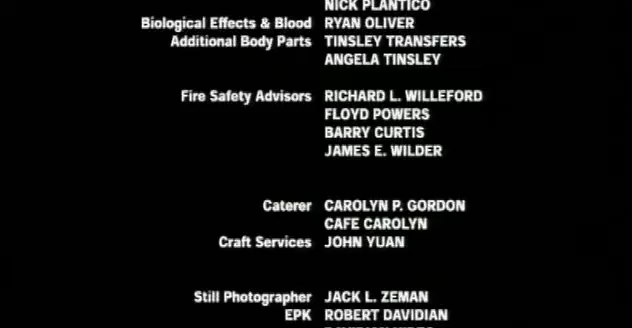 NICK PLANTICO
Biological Effects & Blood RYAN OLIVER
Additional Body Parts TINSLEY TRANSFERS
ANGELA TINSLEY
Fire Safety Advisors RICHARD L. WILLEFORD
FLOYD POWERS
BARRY CURTIS
JAMES E. WILDER
Caterer CAROLYN P. GORDON
CAFE CAROLYN
Craft Services JOHN YUAN
Still Photographer JACK L. ZEMAN
EPK ROBERT DAVIDIAN